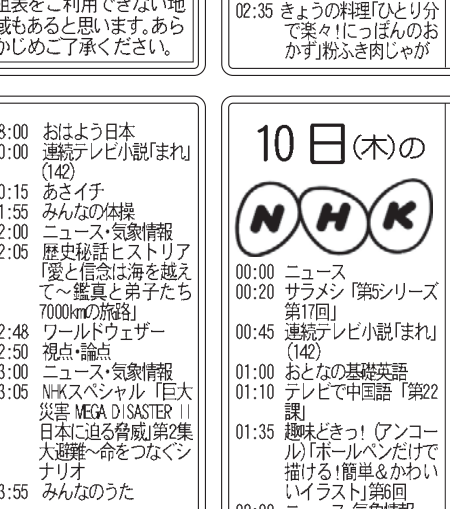 組表をご利用できない地
域もあると思います。あら
かじめご了承ください。
02:35 きょうの料理「ひとり分
で楽々!にっぽんのお
かず」粉ふき肉じゃが
8:00 おはよう日本
0:00 連続テレビ小説「まれ」
(142)
0:15 あさイチ
1:55 みんなの体操
2:00 ニュース・気象情報
2:05 歴史秘話ヒストリア
「愛と信念は海を越え
て~鑑真と弟子たち
7000kmの旅路」
2:48 ワールドウェザー
2:50 視点・論点
3:00 ニュース・気象情報
3:05 NHKスペシャル「巨大
災害 MEGA DISASTER II
日本に迫る脅威」第2集
大避難~命をつなぐシ
ナリオ
3:55 みんなのうた
10日(木)の
NHK
00:00 ニュース
00:20 サラメシ「第5シリーズ
第17回」
00:45 連続テレビ小説「まれ」
(142)
01:00 おとなの基礎英語
01:10 テレビで中国語「第22
課」
01:35 趣味どきっ!(アンコー
ル)「ボールペンだけで
描ける!簡単&かわい
いイラスト」第6回